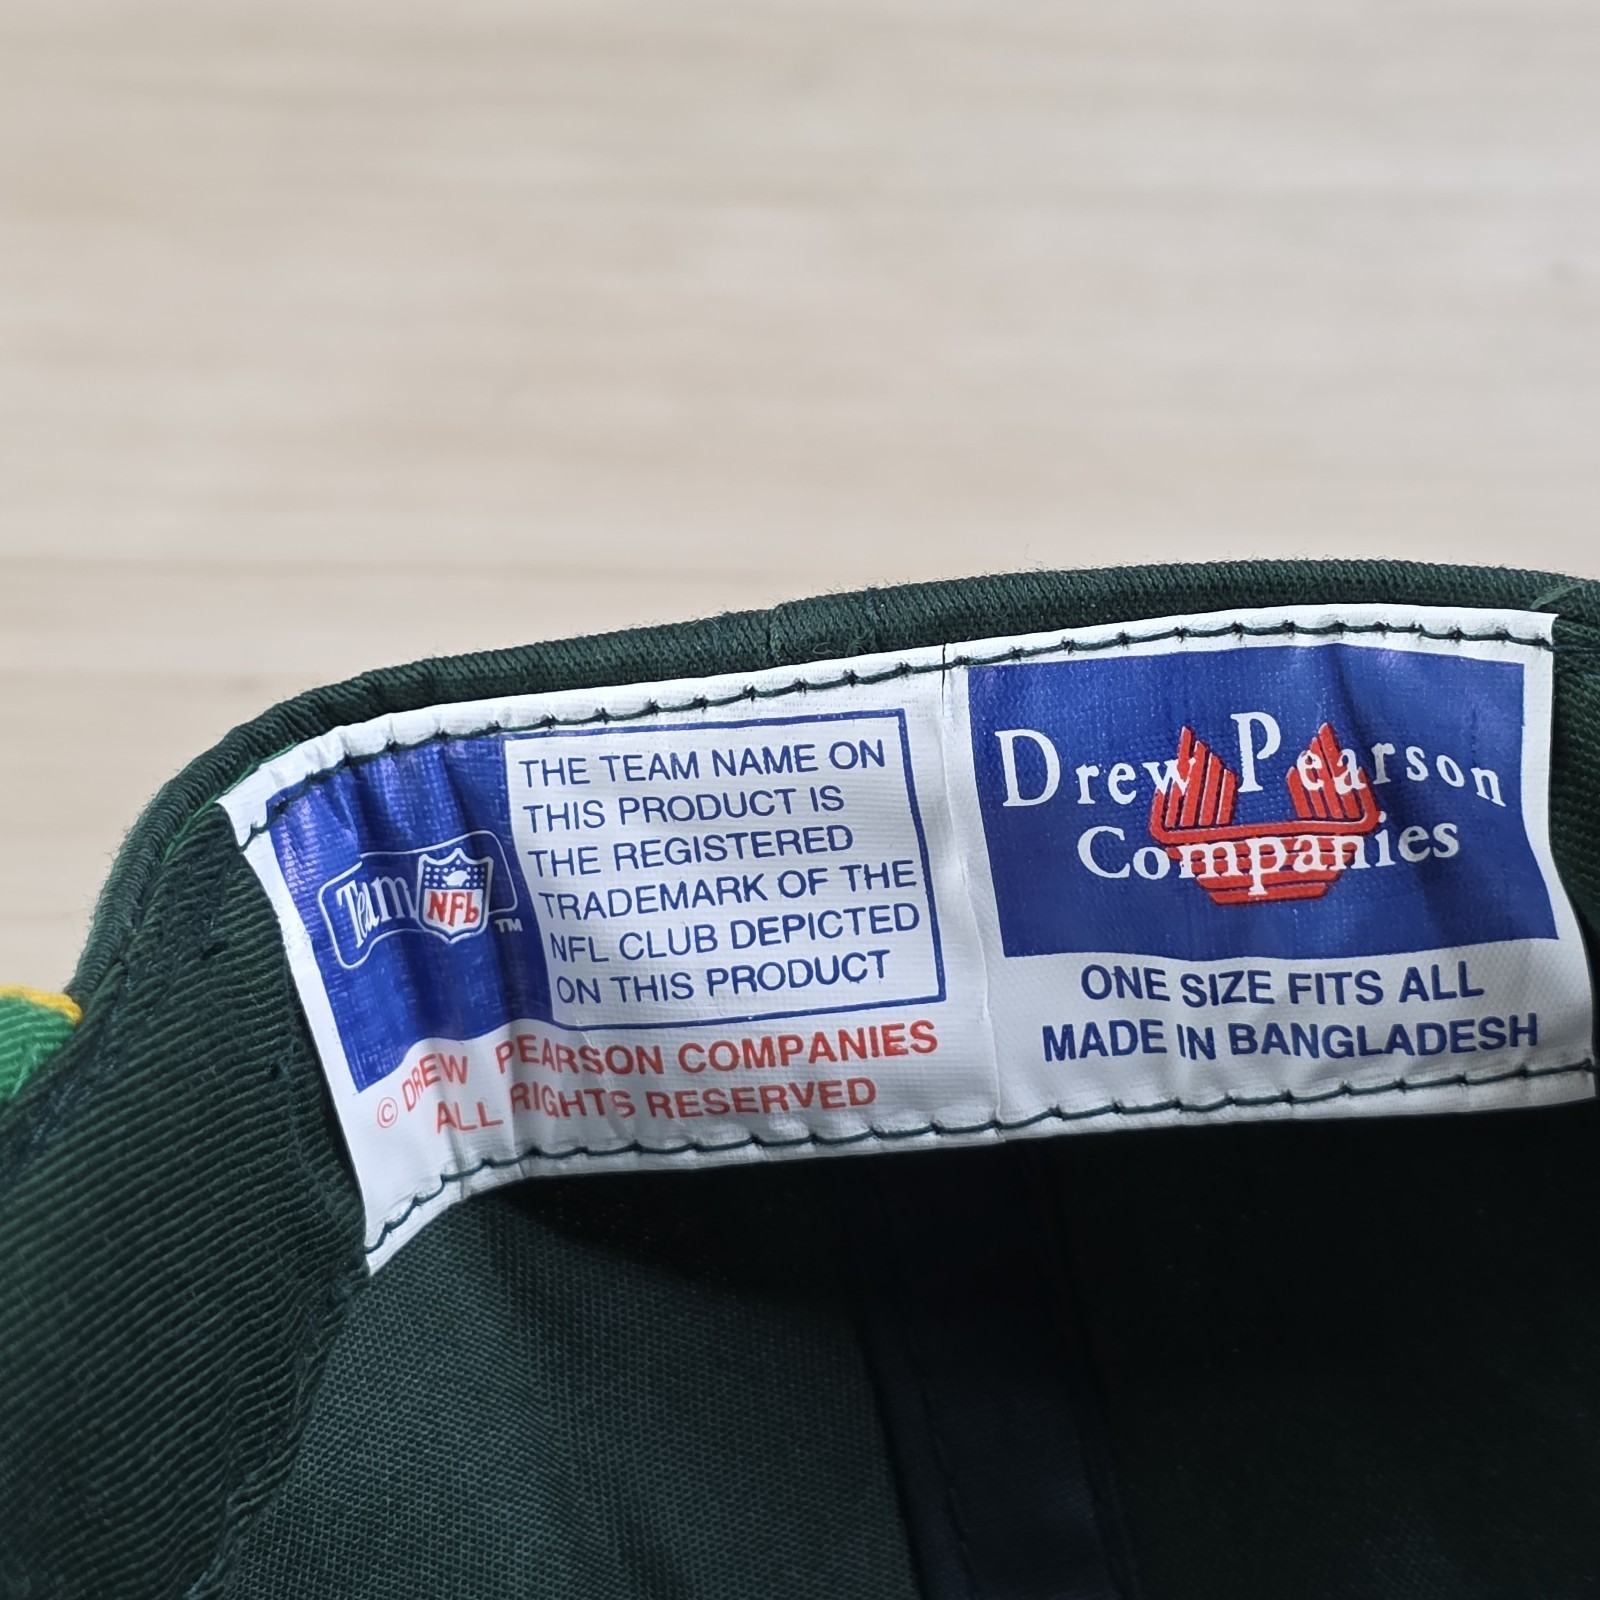 Team NFL
TM
THE TEAM NAME ON
THIS PRODUCT IS
THE REGISTERED
TRADEMARK OF THE
NFL CLUB DEPICTED
ON THIS PRODUCT
© DREW PEARSON COMPANIES
ALL RIGHTS RESERVED
Drew Pearson
Companies
ONE SIZE FITS ALL
MADE IN BANGLADESH